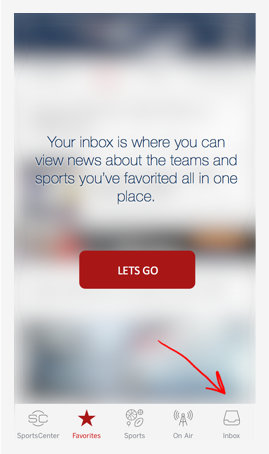 Your inbox is where you can
view news about the teams and
sports you've favorited all in one
place.
LETS GO
SC
SportsCenter Favorites Sports On Air Inbox